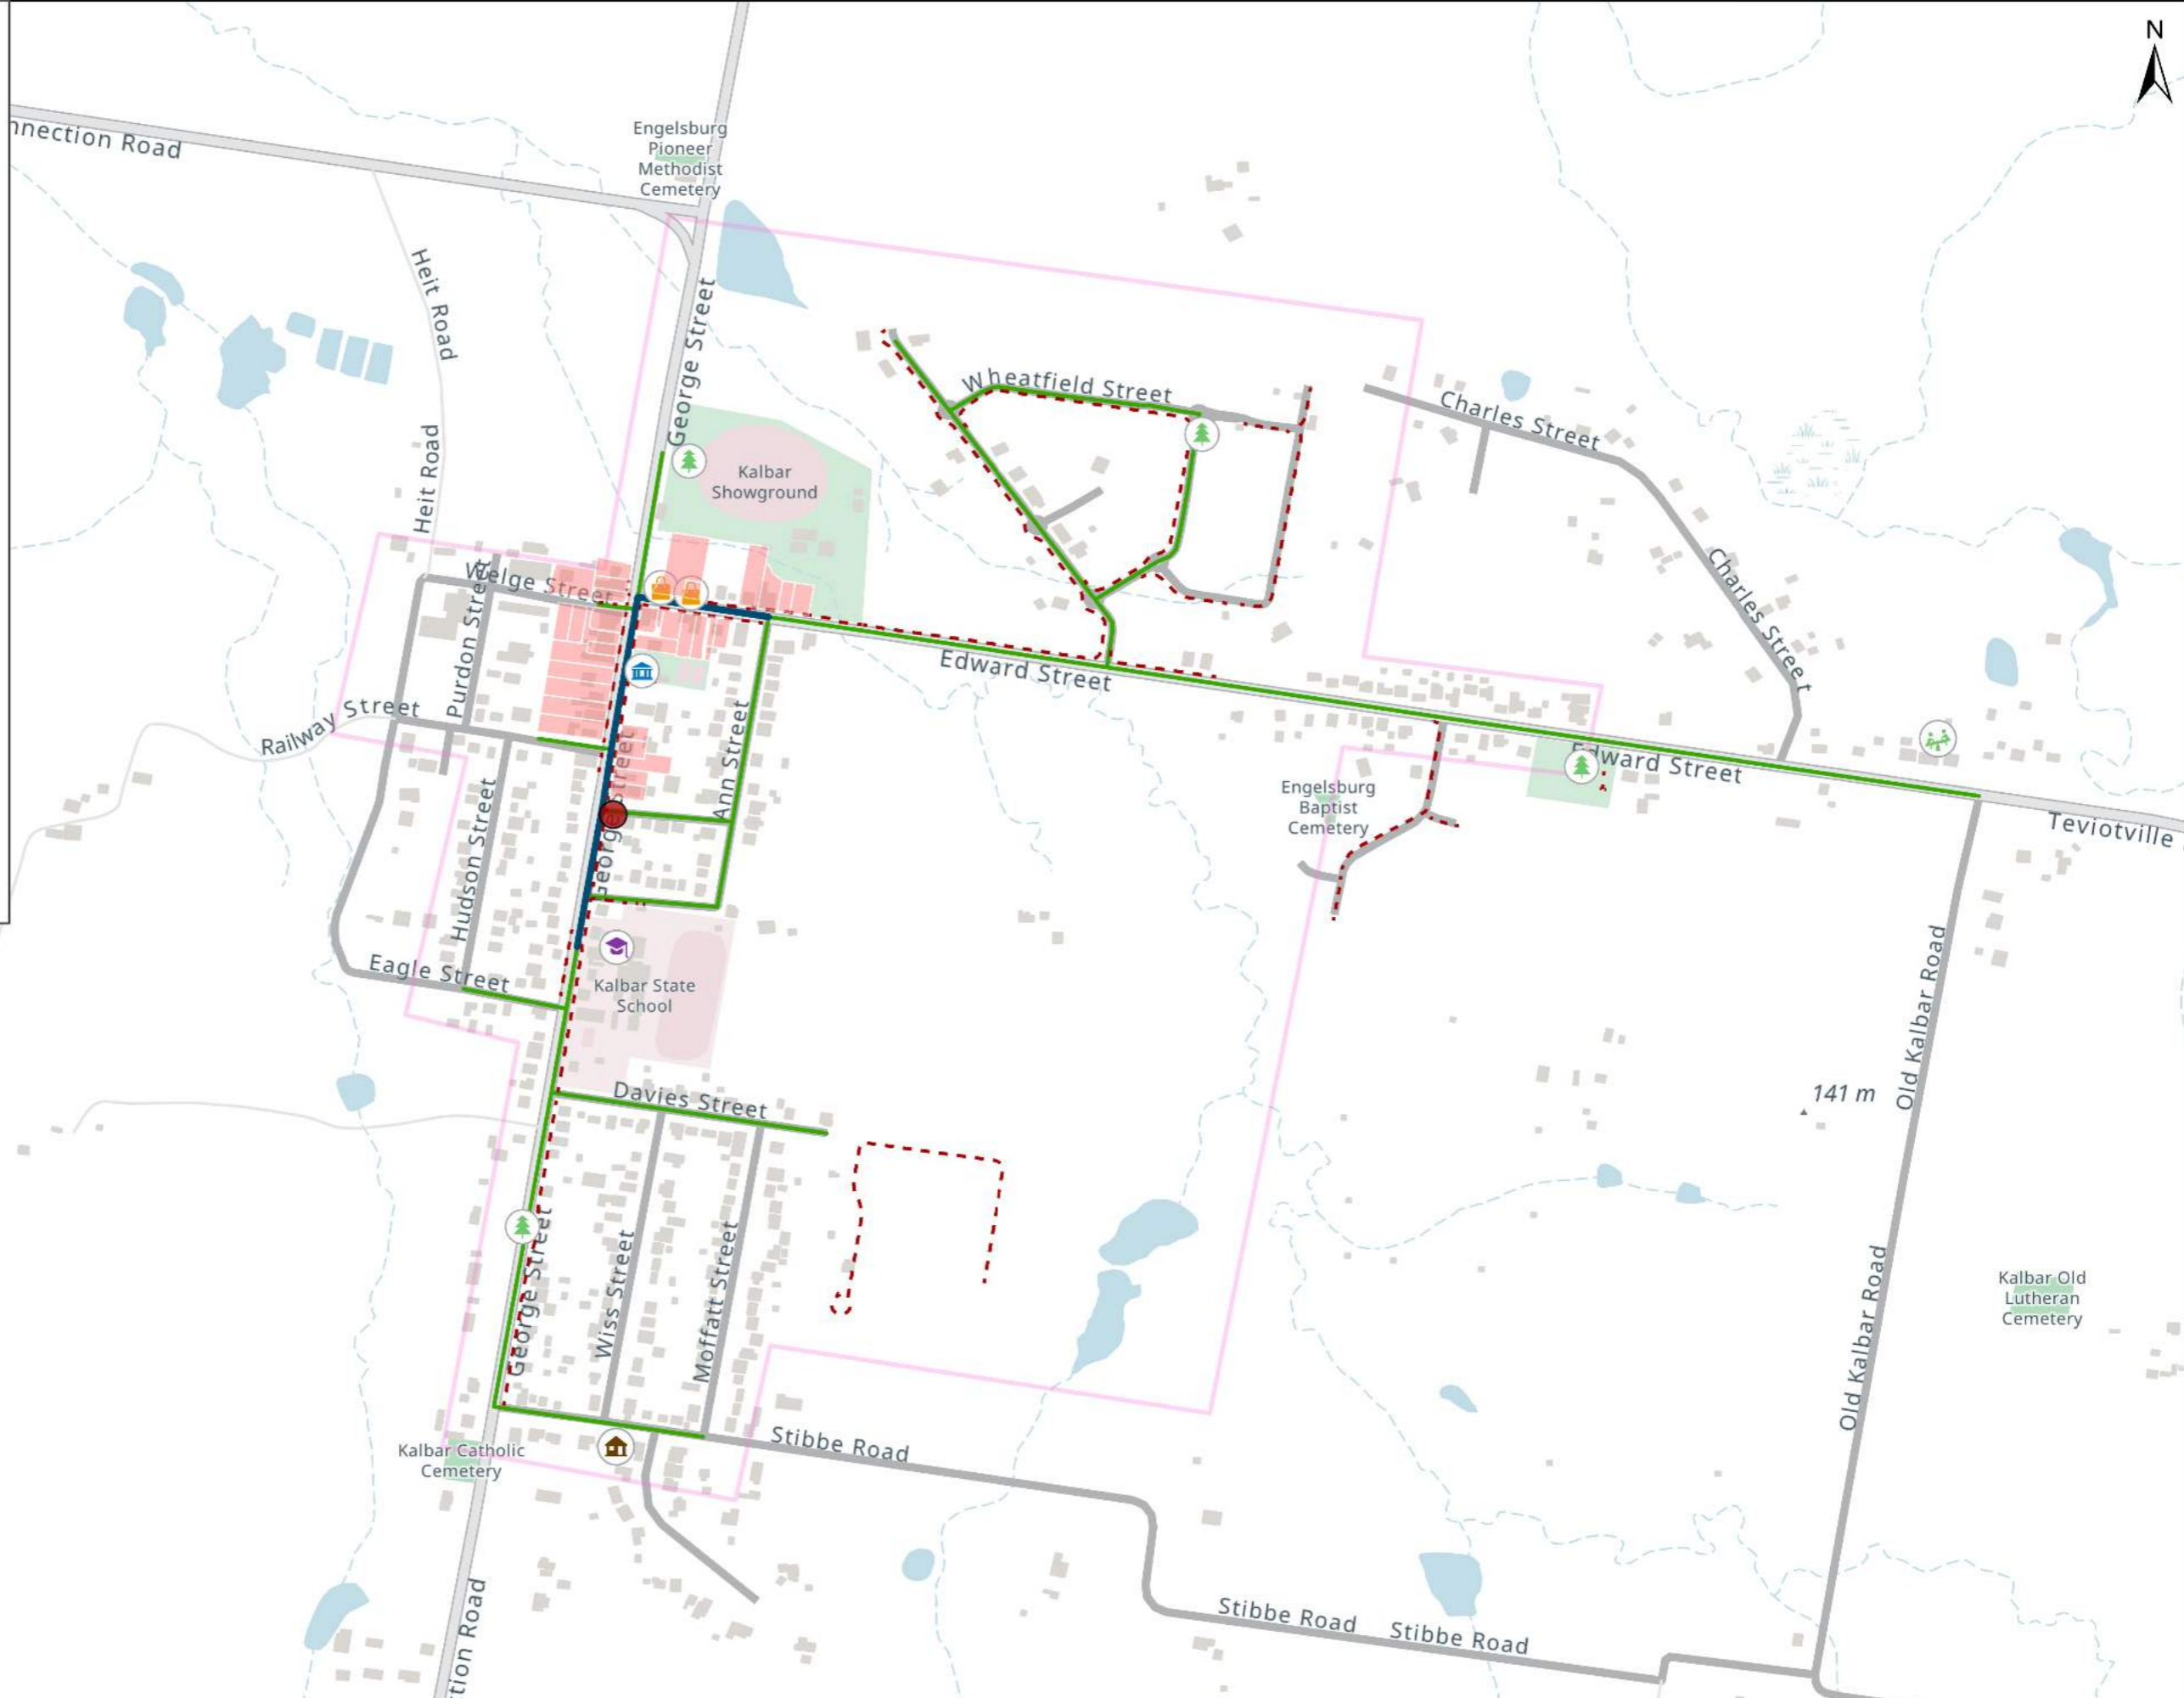 N
nnection Road
Engelsburg
Pioneer
Methodist
Cemetery
Heit Road
George Street
Wheatfield Street
Charles Street
Kalbar
Showground
Heit Road
Welge Street
Charles Street
Purdon Street
Edward Street
Railway Street
Ann Street
George Street
Edward Street
Engelsburg
Baptist
Cemetery
Teviotville
Hudson Street
Eagle Street
Kalbar State
School
Old Kalbar Road
Davies Street
141 m
George Street
Wiss Street
Moffatt Street
Old Kalbar Road
Kalbar Old
Lutheran
Cemetery
Kalbar Catholic
Cemetery
Stibbe Road
Stibbe Road
Stibbe Road
tion Road